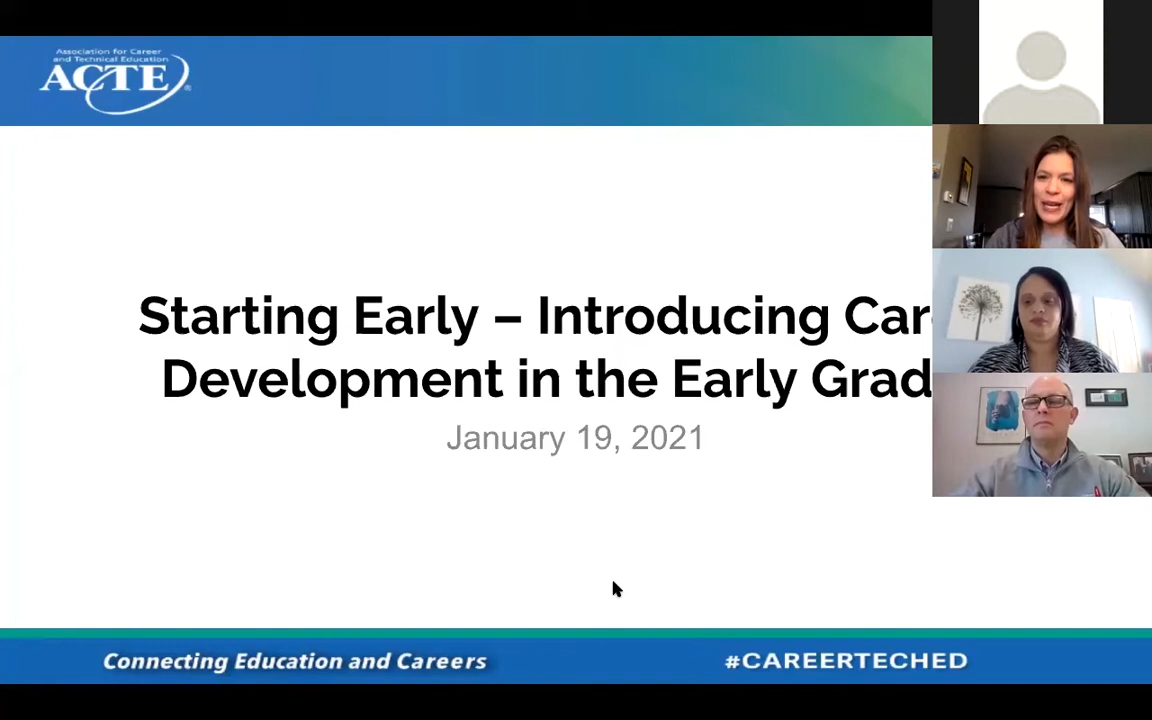 Association for Career
and Technical Education
ACTE
Starting Early – Introducing Car
Development in the Early Grad
January 19, 2021
Connecting Education and Careers
#CAREERTECHED